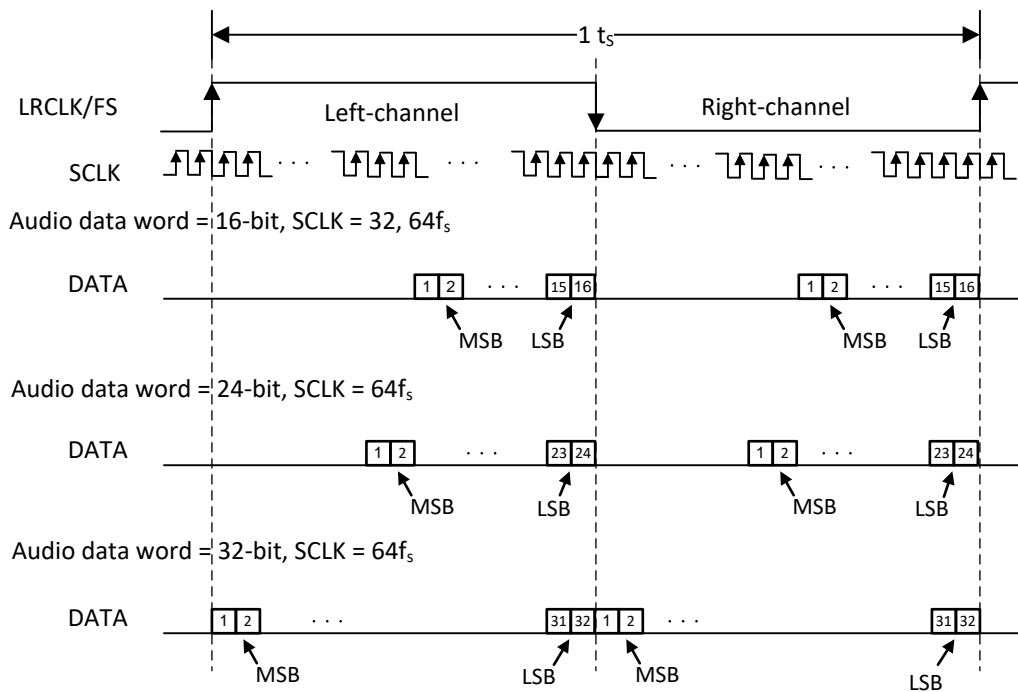 1 tₛ
LRCLK/FS
Left-channel
Right-channel
SCLK
. . .
. . .
. . .
. . .
Audio data word = 16-bit, SCLK = 32, 64fₛ
DATA
1 2 . . . 15 16 1 2 . . . 15 16
MSB LSB MSB LSB
Audio data word = 24-bit, SCLK = 64fₛ
DATA
1 2 . . . 23 24 1 2 . . . 23 24
MSB LSB MSB LSB
Audio data word = 32-bit, SCLK = 64fₛ
DATA
1 2 . . . 31 32 1 2 . . . 31 32
MSB LSB MSB LSB